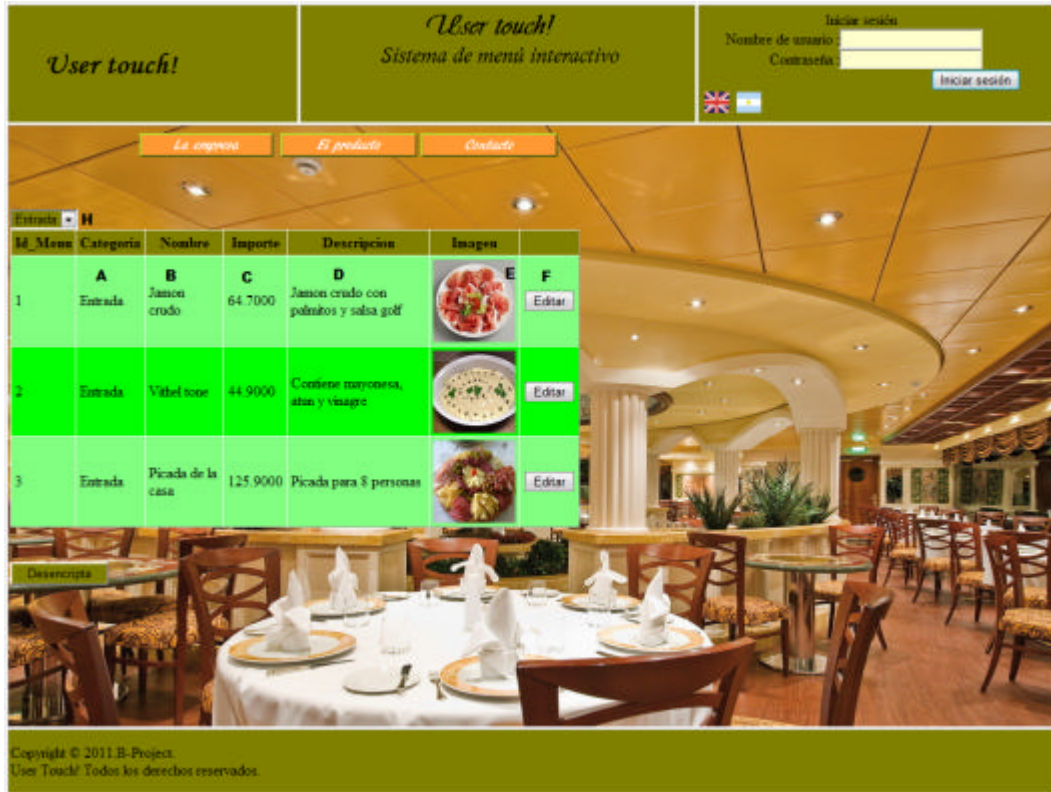 User touch!
User touch!
Sistema de menú interactivo
Iniciar sesión
Nombre de usuario :
Contraseña :
Iniciar sesión
La empresa
El producto
Contacto
Entrada H
Id_Menu Categoria Nombre Importe Descripcion Imagen
A B C D E F
1 Entrada Jamon crudo 64.7000 Jamon crudo con palmitos y salsa golf Editar
2 Entrada Vithel tone 44.9000 Contiene mayonesa, atun y vinagre Editar
3 Entrada Picada de la casa 125.9000 Picada para 8 personas Editar
Desencripta
Copyright © 2011.B-Project.
User Touch! Todos los derechos reservados.